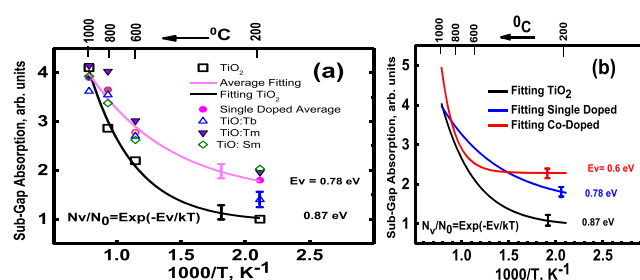 ⁰C
1000
800
600
200
(a)
TiO₂
Average Fitting
Fitting TiO₂
Single Doped Average
TiO:Tb
TiO:Tm
TiO: Sm
Ev = 0.78 eV
0.87 eV
Nv/N₀=Exp(-Ev/kT)
Sub-Gap Absorption, arb. units
4
3
2
1
1.0
1.5
2.0
2.5
1000/T, K⁻¹
⁰C
1000
800
600
200
(b)
Fitting TiO₂
Fitting Single Doped
Fitting Co-Doped
Ev= 0.6 eV
0.78 eV
0.87 eV
Nᵥ/N₀=Exp(-Ev/kT)
Sub-Gap Absorption, arb. units
5
4
3
2
1
0.5
1.0
1.5
2.0
2.5
1000/T, K⁻¹